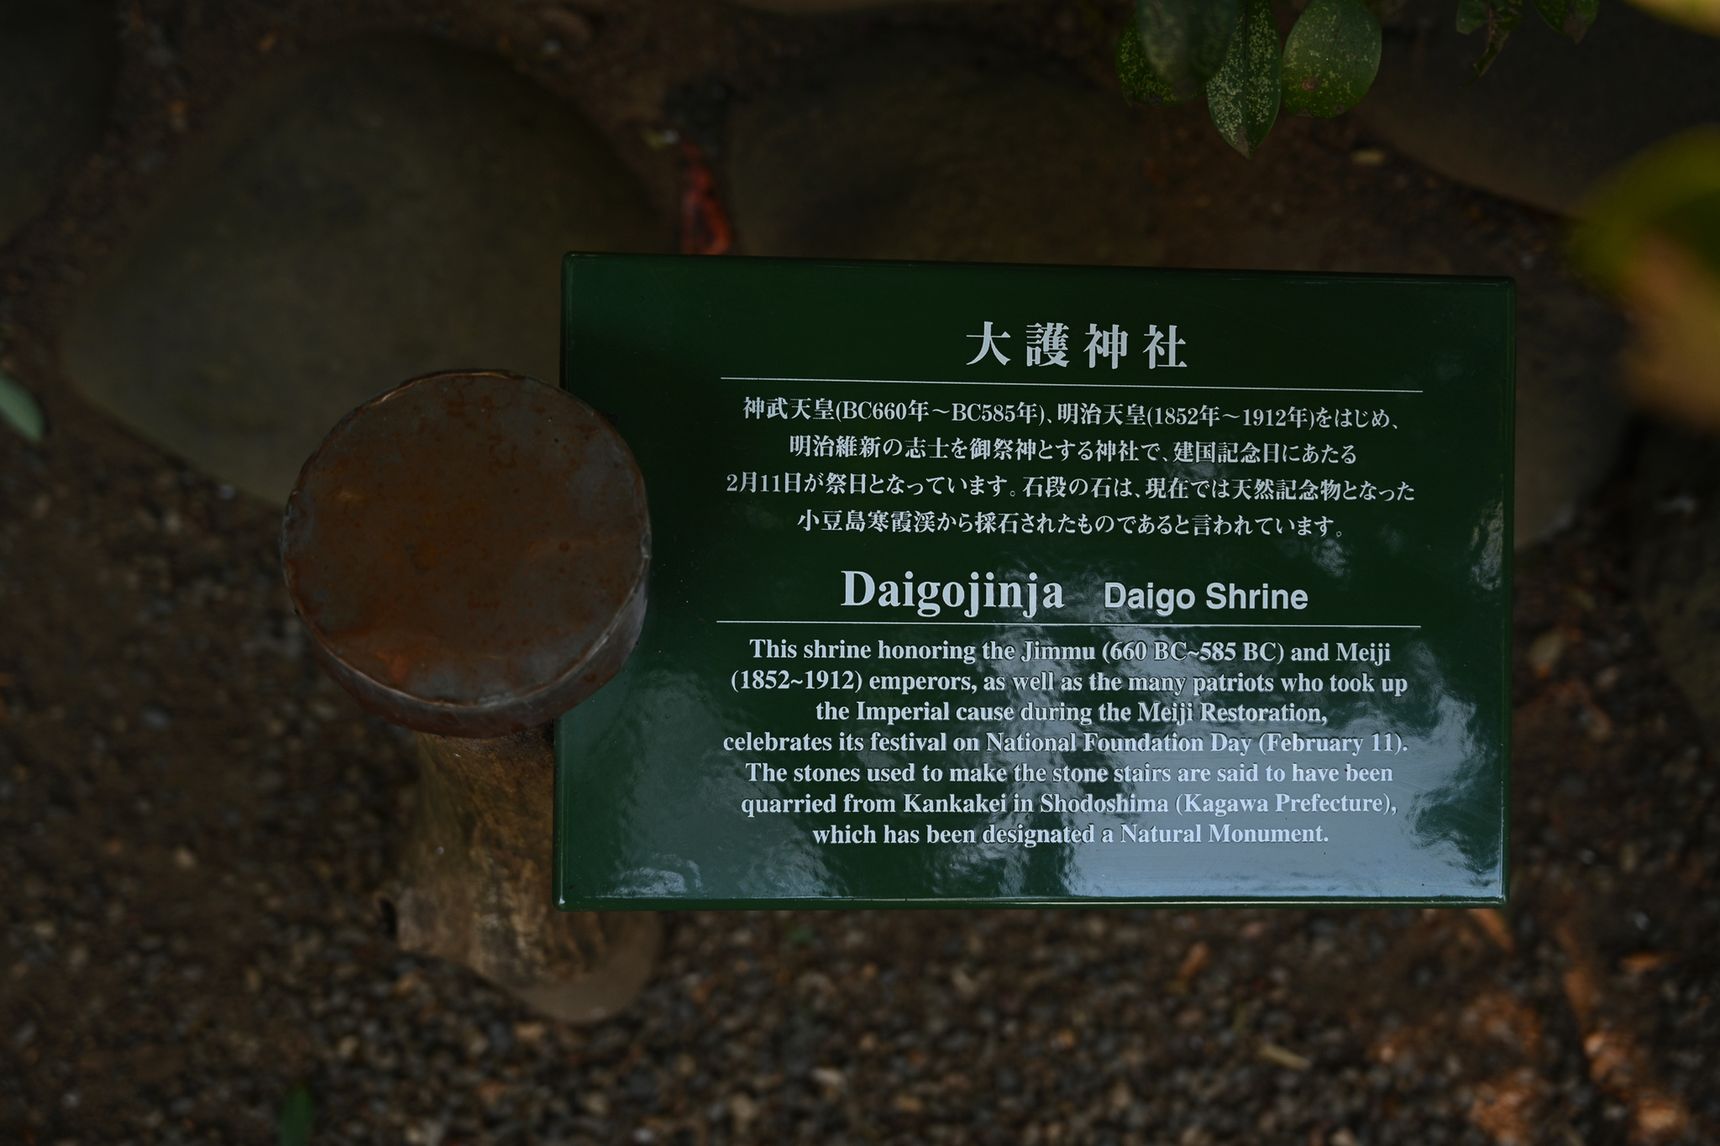 大護神社
神武天皇(BC660年～BC585年)、明治天皇(1852年～1912年)をはじめ、
明治維新の志士を御祭神とする神社で、建国記念日にあたる
2月11日が祭日となっています。石段の石は、現在では天然記念物となった
小豆島寒霞渓から採石されたものであると言われています。
Daigojinja Daigo Shrine
This shrine honoring the Jimmu (660 BC~585 BC) and Meiji
(1852~1912) emperors, as well as the many patriots who took up
the Imperial cause during the Meiji Restoration,
celebrates its festival on National Foundation Day (February 11).
The stones used to make the stone stairs are said to have been
quarried from Kankakei in Shodoshima (Kagawa Prefecture),
which has been designated a Natural Monument.